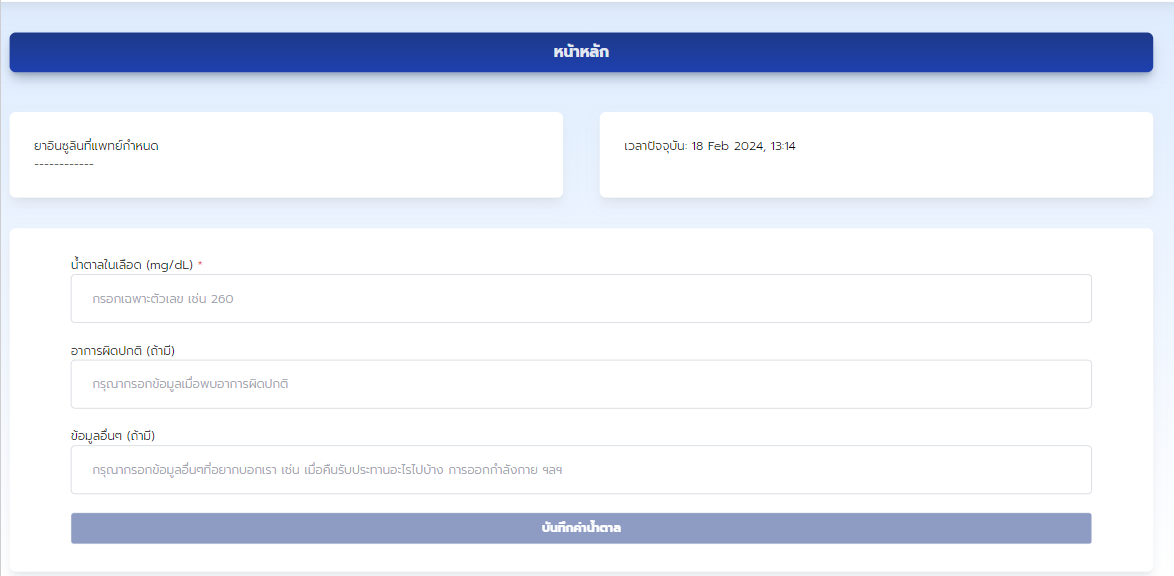 หน้าหลัก
ยาอินซูลินที่แพทย์กำหนด
------------
เวลาปัจจุบัน: 18 Feb 2024, 13:14
น้ำตาลในเลือด (mg/dL) *
กรอกเฉพาะตัวเลข เช่น 260
อาการผิดปกติ (ถ้ามี)
กรุณากรอกข้อมูลเมื่อพบอาการผิดปกติ
ข้อมูลอื่นๆ (ถ้ามี)
กรุณากรอกข้อมูลอื่นๆที่อยากบอกเรา เช่น เมื่อคืนรับประทานอะไรไปบ้าง การออกกำลังกาย ฯลฯ
บันทึกค่าน้ำตาล